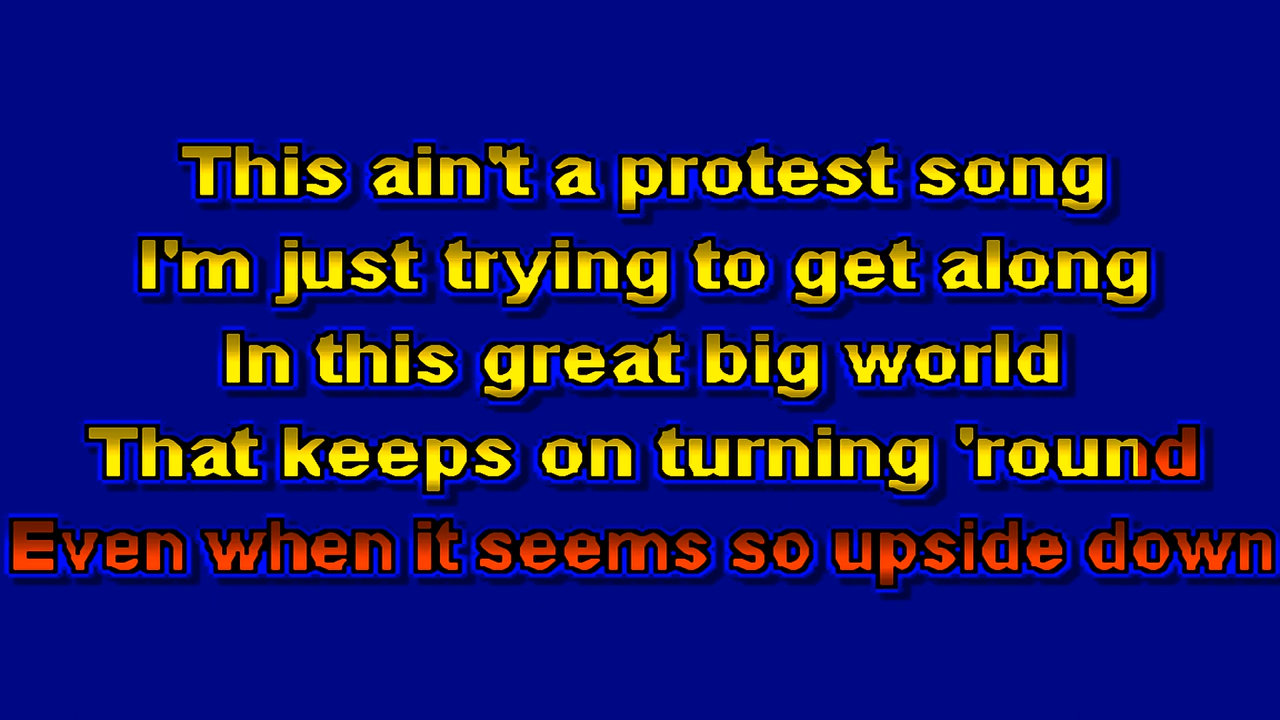 This ain't a protest song
I'm just trying to get along
In this great big world
That keeps on turning 'round
Even when it seems so upside down